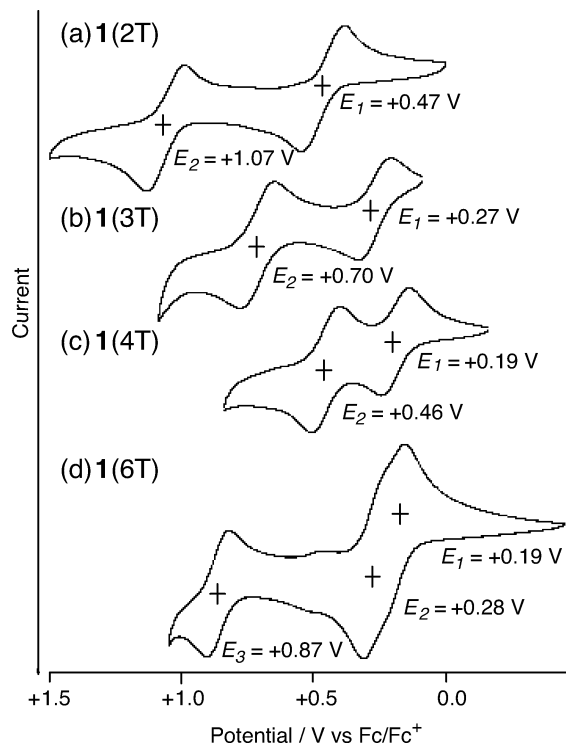 (a) 1(2T)
E1 = +0.47 V
E2 = +1.07 V
(b) 1(3T)
E1 = +0.27 V
E2 = +0.70 V
(c) 1(4T)
E1 = +0.19 V
E2 = +0.46 V
(d) 1(6T)
E1 = +0.19 V
E2 = +0.28 V
E3 = +0.87 V
Current
+1.5 +1.0 +0.5 0.0
Potential / V vs Fc/Fc+